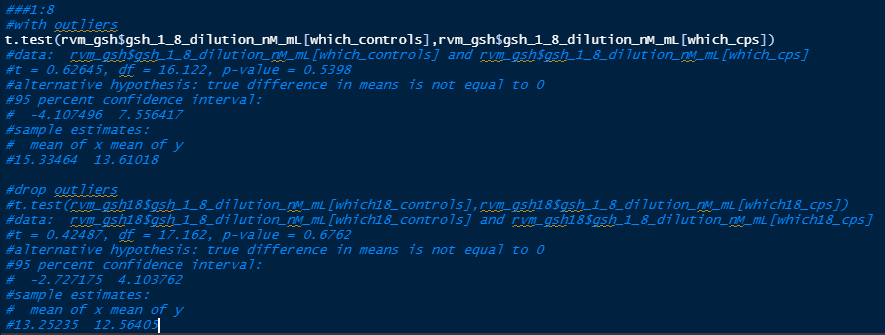 ###1:8
#with outliers
t.test(rvm_gsh$gsh_1_8_dilution_nM_mL[which_controls],rvm_gsh$gsh_1_8_dilution_nM_mL[which_cps])
#data:  rvm_gsh$gsh_1_8_dilution_nM_mL[which_controls] and rvm_gsh$gsh_1_8_dilution_nM_mL[which_cps]
#t = 0.62645, df = 16.122, p-value = 0.5398
#alternative hypothesis: true difference in means is not equal to 0
#95 percent confidence interval:
#  -4.107496  7.556417
#sample estimates:
#  mean of x mean of y
#15.33464  13.61018
#drop outliers
#t.test(rvm_gsh18$gsh_1_8_dilution_nM_mL[which18_controls],rvm_gsh18$gsh_1_8_dilution_nM_mL[which18_cps])
#data:  rvm_gsh18$gsh_1_8_dilution_nM_mL[which18_controls] and rvm_gsh18$gsh_1_8_dilution_nM_mL[which18_cps]
#t = 0.42487, df = 17.162, p-value = 0.6762
#alternative hypothesis: true difference in means is not equal to 0
#95 percent confidence interval:
#  -2.727175  4.103762
#sample estimates:
#  mean of x mean of y
#13.25235  12.56405